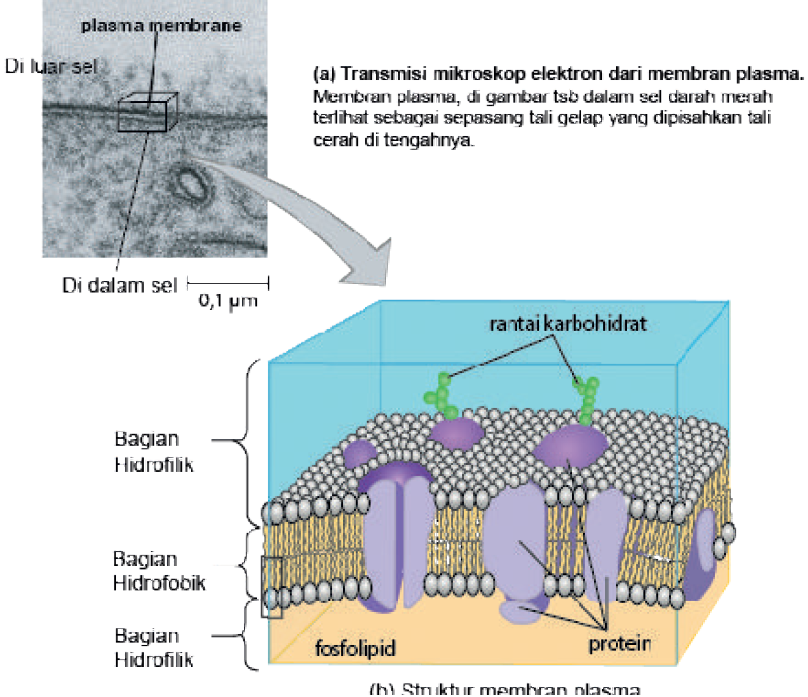 plasma membrane
Di luar sel
(a) Transmisi mikroskop elektron dari membran plasma.
Membran plasma, di gambar tsb dalam sel darah merah
terlihat sebagai sepasang tali gelap yang dipisahkan tali
cerah di tengahnya.
Di dalam sel
0,1 µm
rantai karbohidrat
Bagian
Hidrofilik
Bagian
Hidrofobik
Bagian
Hidrofilik
fosfolipid
protein
(b) Struktur membran plasma